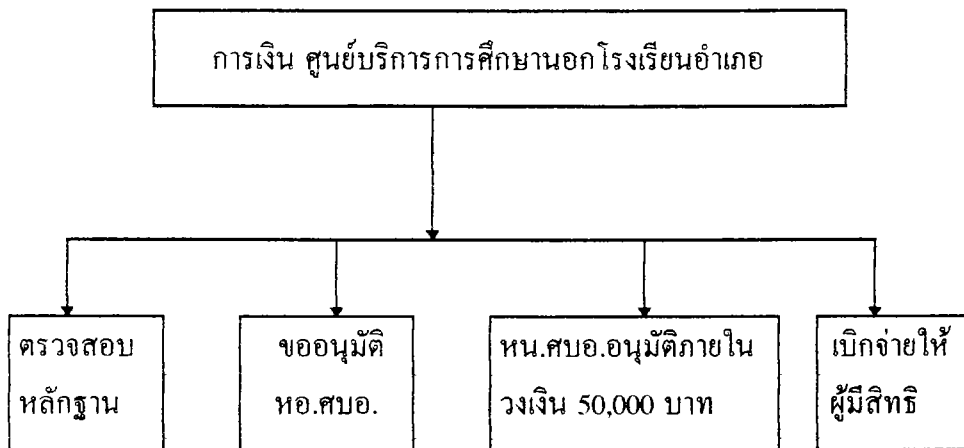 การเงิน ศูนย์บริการการศึกษานอกโรงเรียนอำเภอ
ตรวจสอบ
หลักฐาน
ขออนุมัติ
หอ.ศบอ.
หน.ศบอ.อนุมัติภายใน
วงเงิน 50,000 บาท
เบิกจ่ายให้
ผู้มีสิทธิ